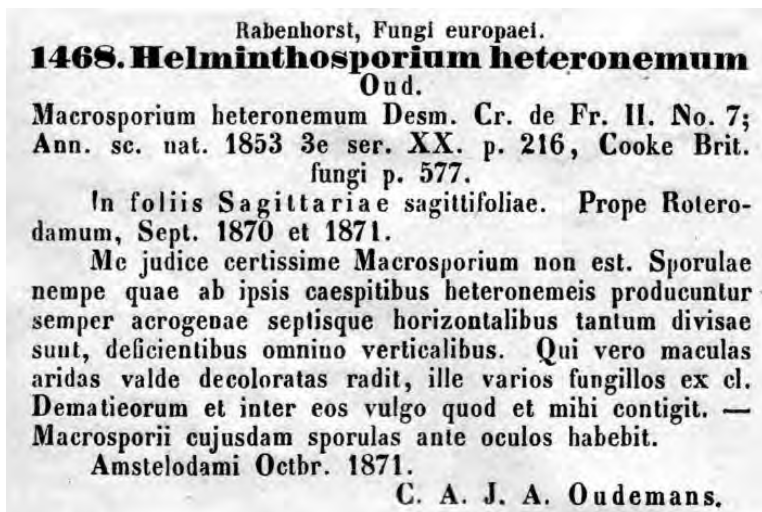 Rabenhorst, Fungi europaei.
1468. Helminthosporium heteronemum
Oud.
Macrosporium heteronemum Desm. Cr. de Fr. II. No. 7;
Ann. sc. nat. 1853 3e ser. XX. p. 216, Cooke Brit.
fungi p. 577.
In foliis Sagittariae sagittifoliae. Prope Rotero-
damum, Sept. 1870 et 1871.
Me judice certissime Macrosporium non est. Sporulae
nempe quae ab ipsis caespitibus heteronemeis producuntur
semper acrogenae septisque horizontalibus tantum divisae
sunt, deficientibus omnino verticalibus. Qui vero maculas
aridas valde decoloratas radit, ille varios fungillos ex cl.
Dematieorum et inter eos vulgo quod et mihi contigit. —
Macrosporii cujusdam sporulas ante oculos habebit.
Amstelodami Octbr. 1871.
C. A. J. A. Oudemans.